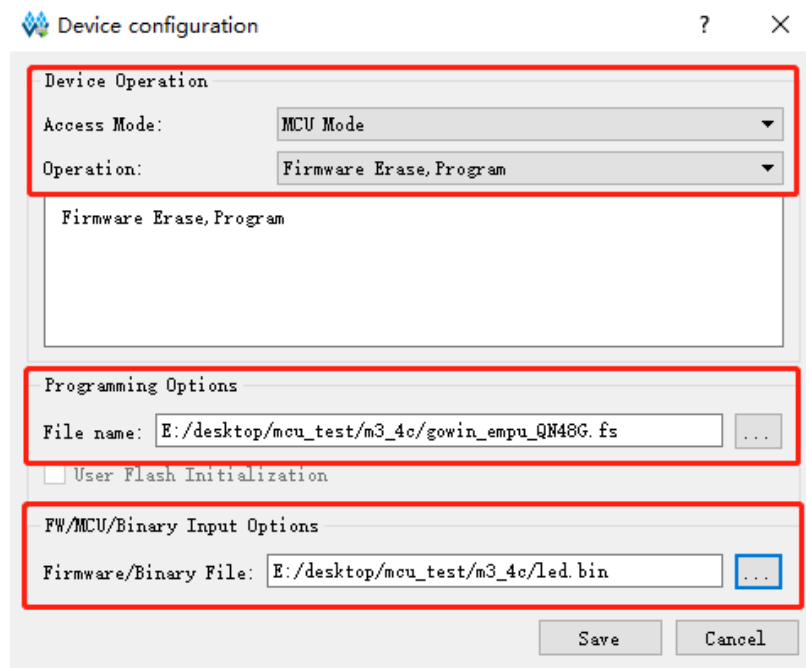 Device configuration
?
Device Operation
Access Mode:
MCU Mode
Operation:
Firmware Erase,Program
Firmware Erase,Program
Programming Options
File name:
E:/desktop/mcu_test/m3_4c/gowin_empu_QN48G.fs
...
User Flash Initialization
FW/MCU/Binary Input Options
Firmware/Binary File:
E:/desktop/mcu_test/m3_4c/led.bin
...
Save
Cancel